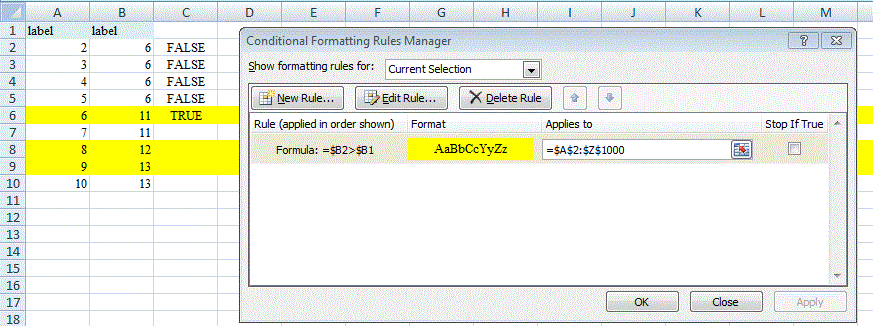 A B C D E F G H I J K L M
1 label label
2 2 6 FALSE
3 3 6 FALSE
4 4 6 FALSE
5 5 6 FALSE
6 6 11 TRUE
7 7 11
8 8 12
9 9 13
10 10 13
11
12
13
14
15
16
17
18
Conditional Formatting Rules Manager
Show formatting rules for: Current Selection
New Rule... Edit Rule... Delete Rule
Rule (applied in order shown) Format Applies to Stop If True
Formula: =$B2>$B1 AaBbCcYyZz =$A$2:$Z$1000
OK Close Apply